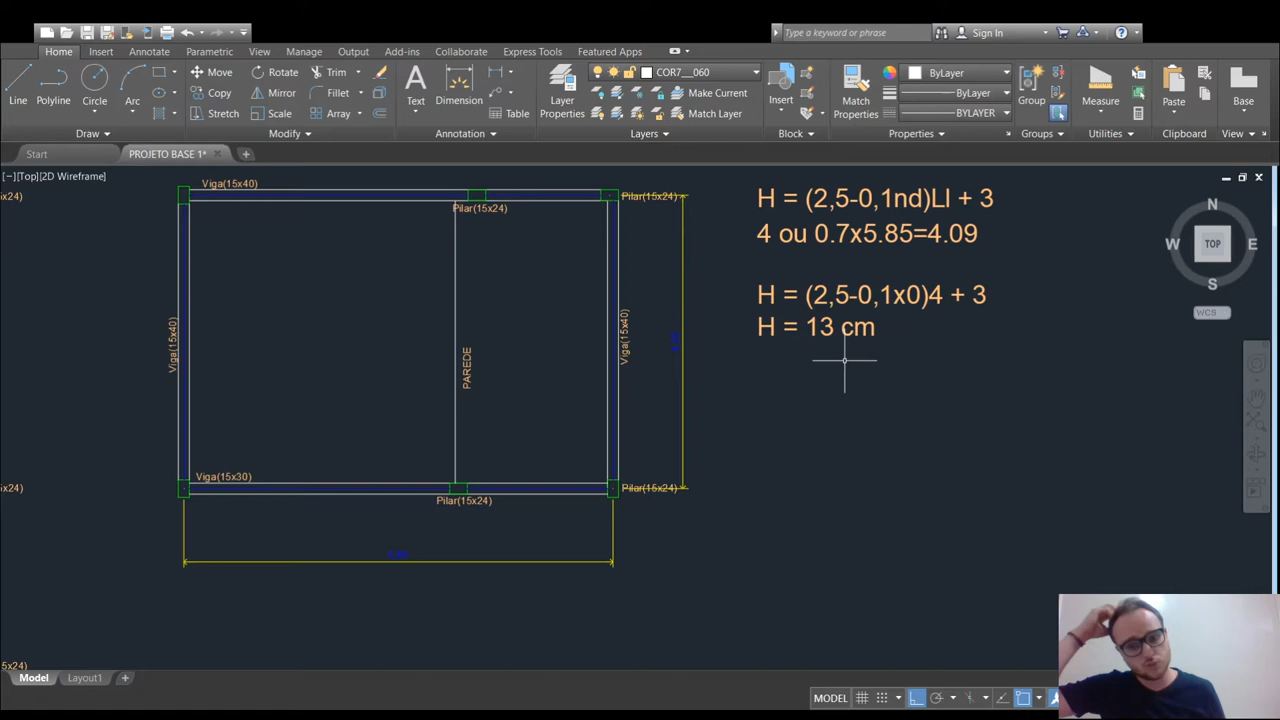 Type a keyword or phrase
Sign In
Home Insert Annotate Parametric View Manage Output Add-ins Collaborate Express Tools Featured Apps
Line
Polyline
Circle
Arc
Move
Rotate
Trim
Copy
Mirror
Fillet
Stretch
Scale
Array
Text
Dimension
Table
Layer Properties
COR7__060
Make Current
Match Layer
Insert
Match Properties
ByLayer
ByLayer
BYLAYER
Group
Measure
Paste
Base
Draw
Modify
Annotation
Layers
Block
Properties
Groups
Utilities
Clipboard
View
Start
PROJETO BASE 1*
[−][Top][2D Wireframe]
x24)
Viga(15x40)
Pilar(15x24)
Pilar(15x24)
Viga(15x40)
PAREDE
Viga(15x40)
x24)
Viga(15x30)
Pilar(15x24)
Pilar(15x24)
5x24)
H = (2,5-0,1nd)Ll + 3
4 ou 0.7x5.85=4.09
H = (2,5-0,1x0)4 + 3
H = 13 cm
N
W
TOP
E
S
WCS
Model
Layout1
MODEL